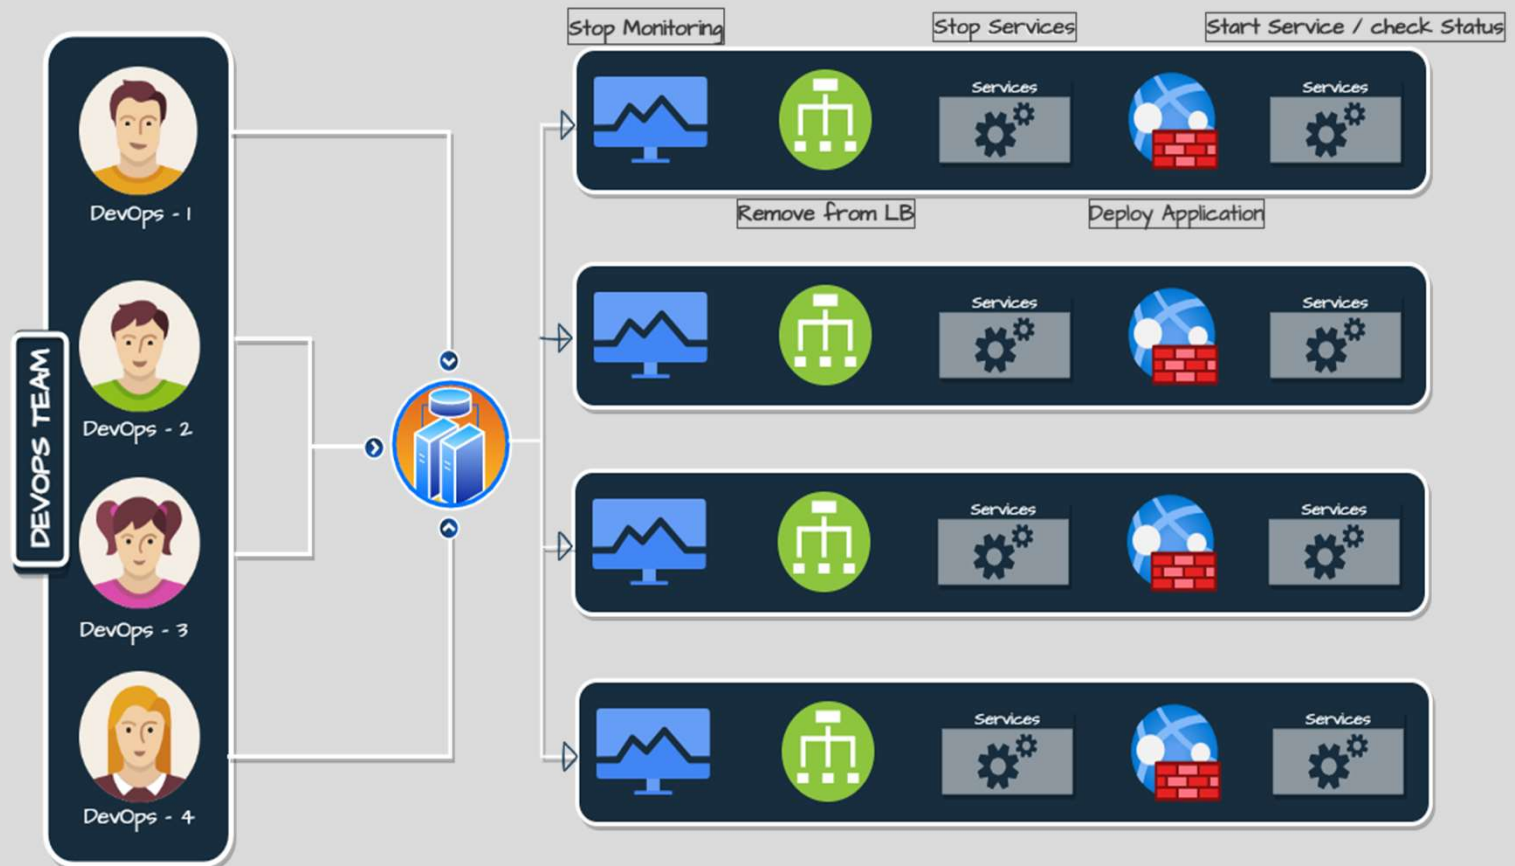 Stop Monitoring
Stop Services
Start Service / check Status
Services
Services
Remove from LB
Deploy Application
DEVOPS TEAM
DevOps - 1
DevOps - 2
DevOps - 3
DevOps - 4
Services
Services
Services
Services
Services
Services